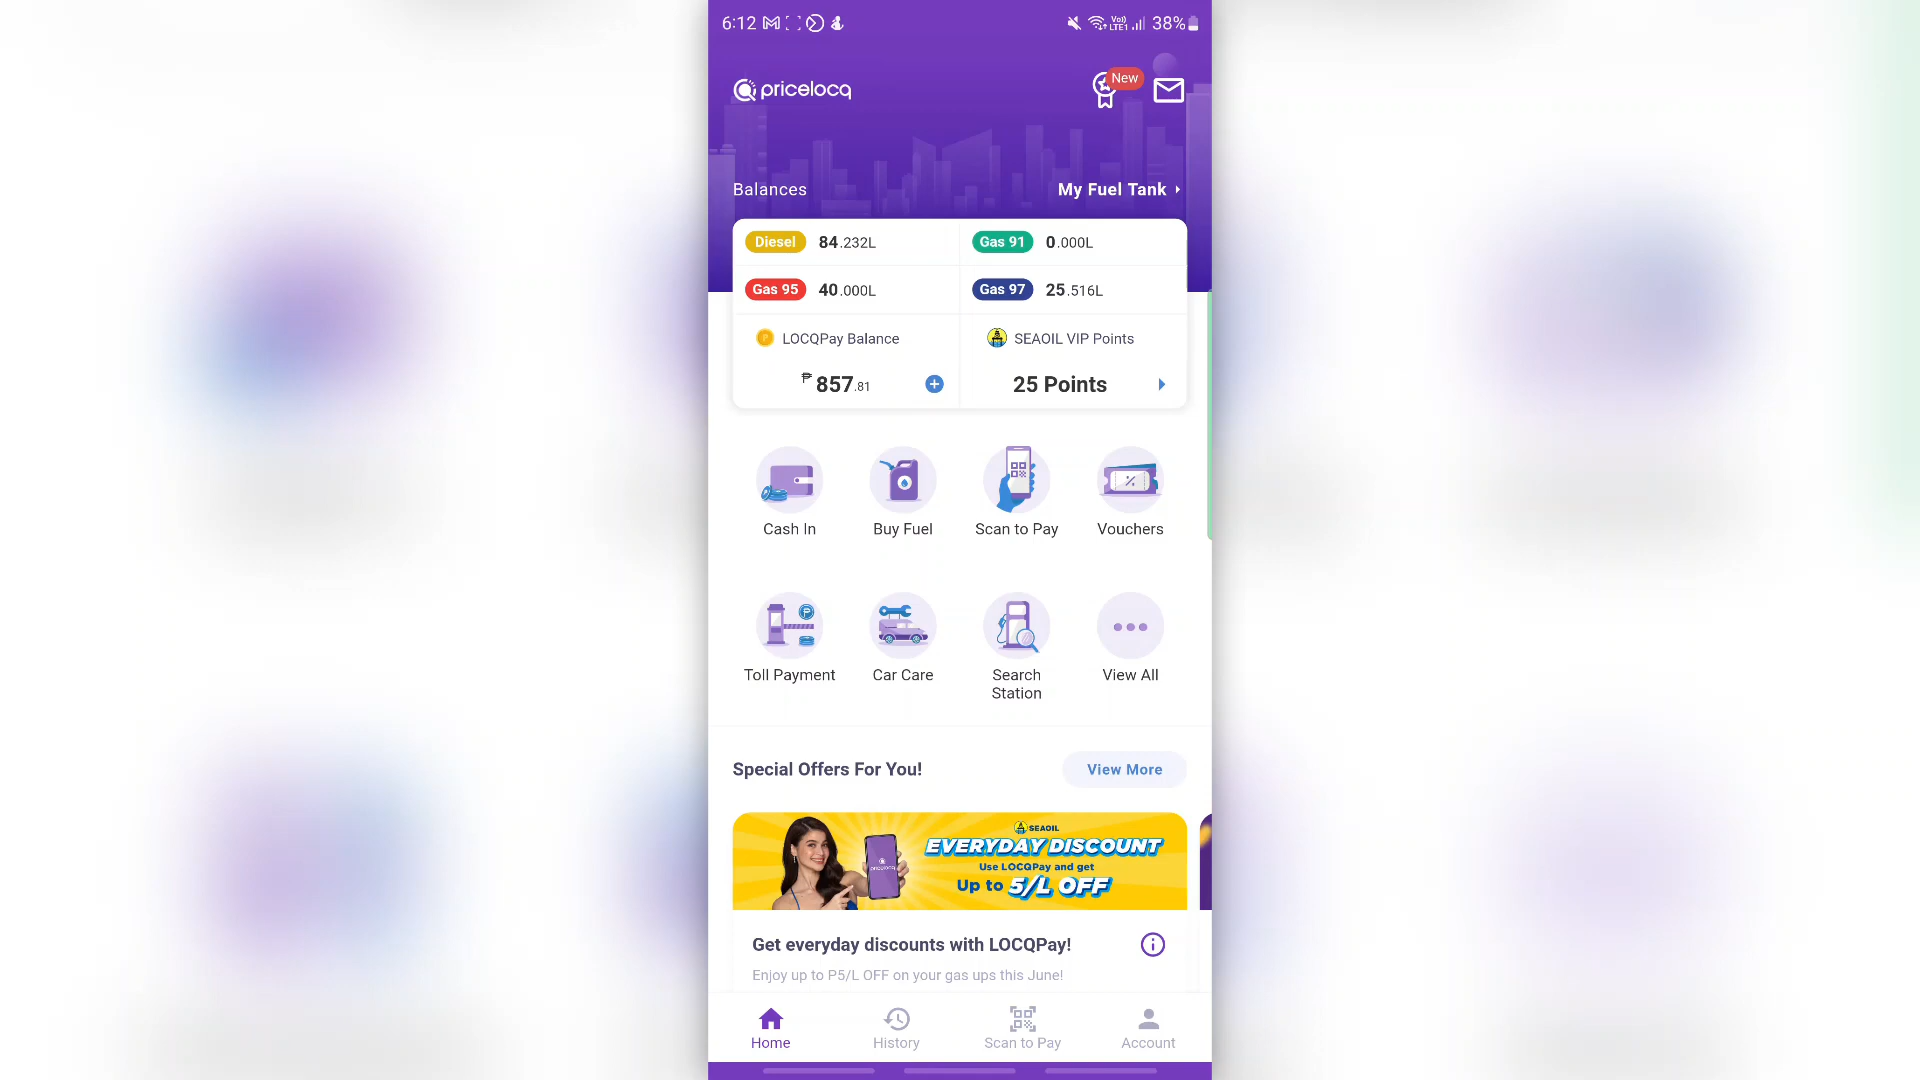 6:12
Vo))
LTE1
38%
pricelocq
New
Balances
My Fuel Tank
Diesel 84.232L
Gas 91 0.000L
Gas 95 40.000L
Gas 97 25.516L
LOCQPay Balance
SEAOIL VIP Points
₱857.81
25 Points
Cash In
Buy Fuel
Scan to Pay
Vouchers
Toll Payment
Car Care
Search
Station
View All
Special Offers For You!
View More
SEAOIL
EVERYDAY DISCOUNT
Use LOCQPay and get
Up to 5/L OFF
pricelocq
Get everyday discounts with LOCQPay!
Enjoy up to P5/L OFF on your gas ups this June!
Home
History
Scan to Pay
Account